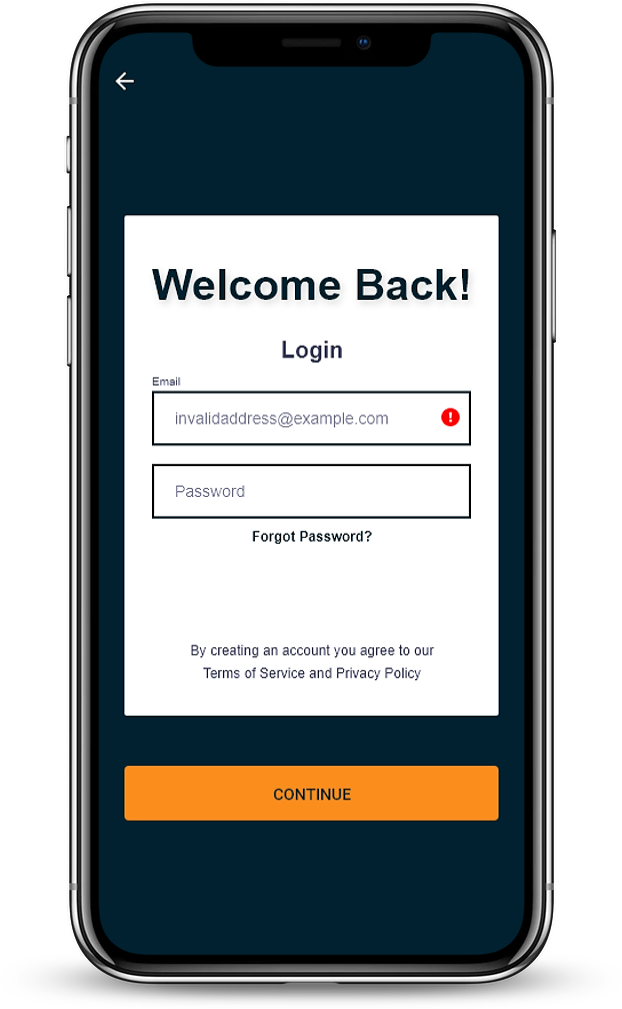 Welcome Back!
Login
Email
invalidaddress@example.com
Password
Forgot Password?
By creating an account you agree to our
Terms of Service and Privacy Policy
CONTINUE